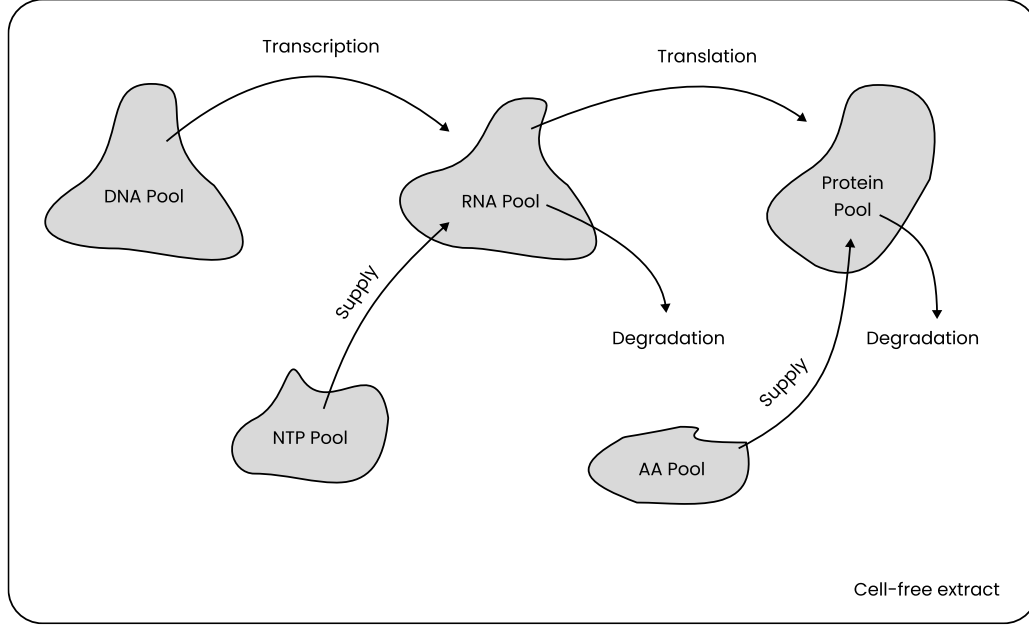 Transcription
Translation
DNA Pool
RNA Pool
Protein
Pool
Supply
Degradation
Degradation
Supply
NTP Pool
AA Pool
Cell-free extract